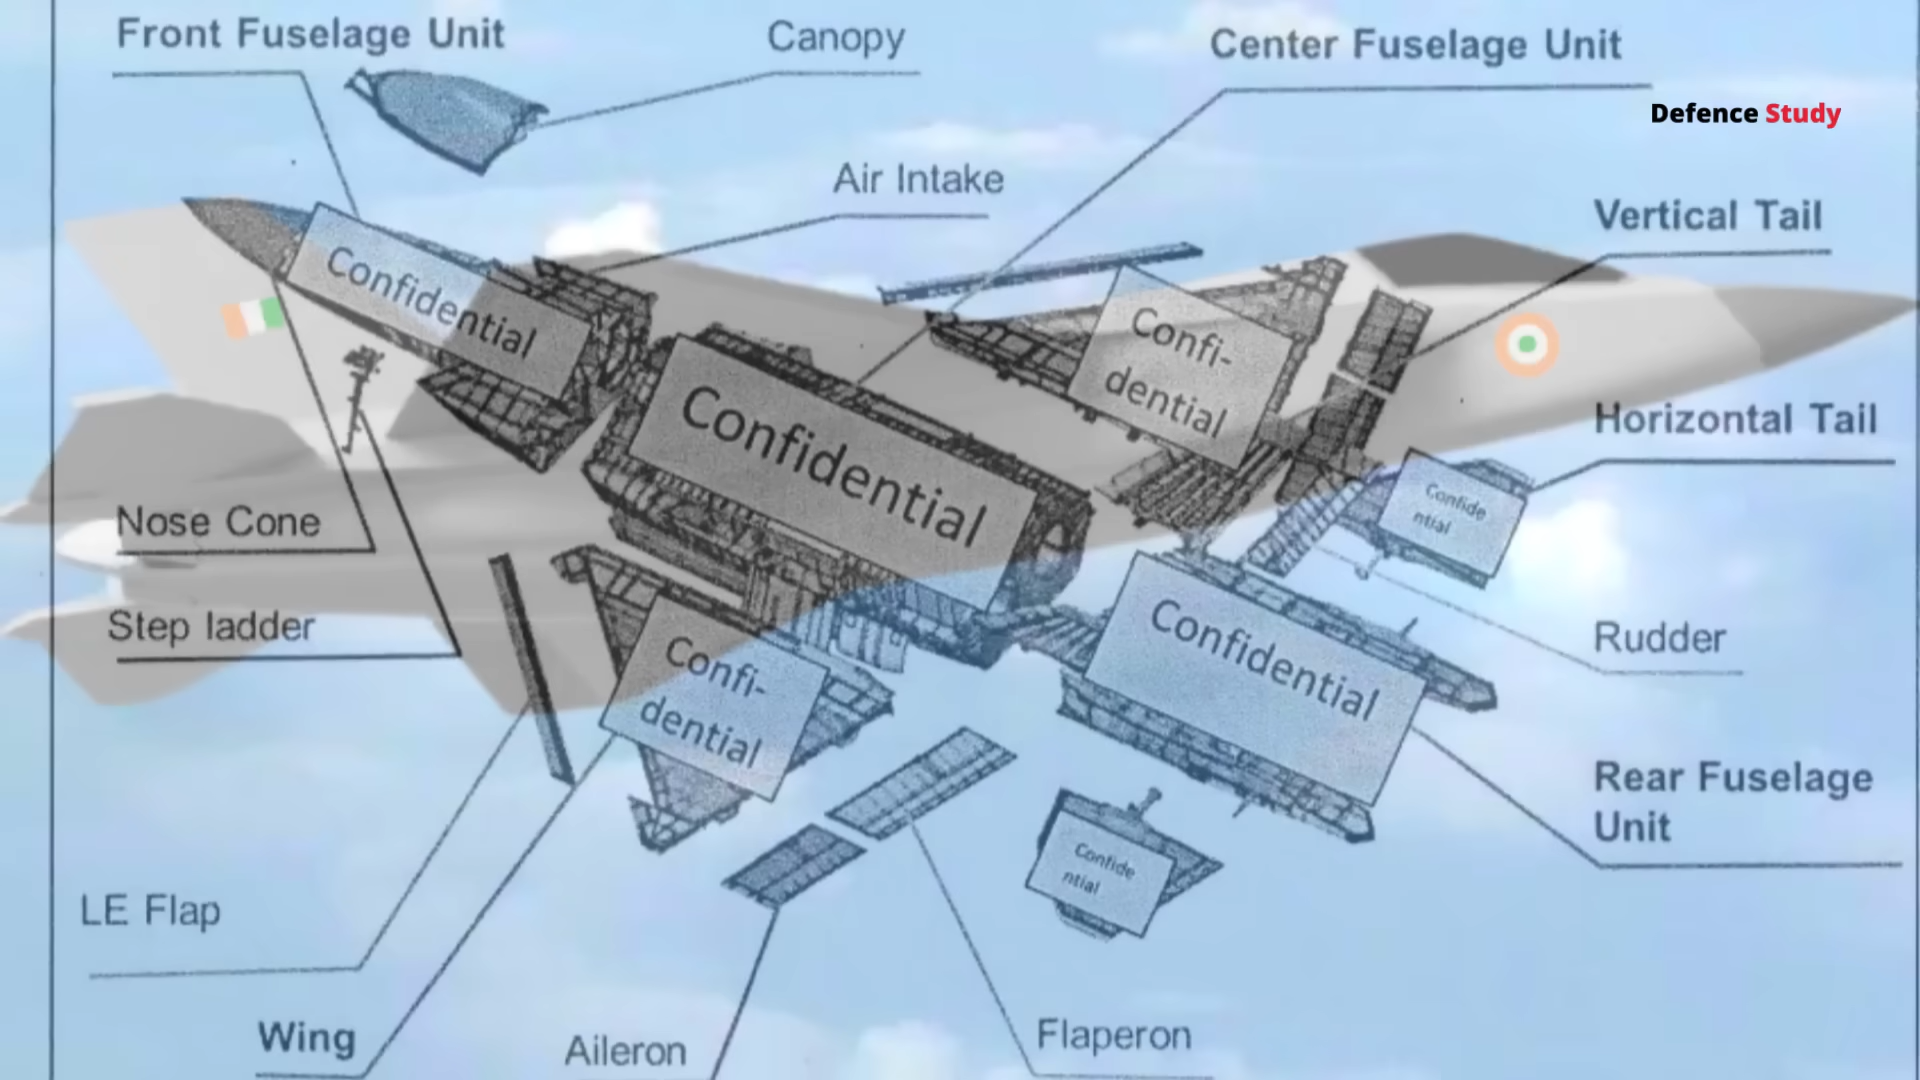 Front Fuselage Unit
Canopy
Center Fuselage Unit
Defence Study
Air Intake
Vertical Tail
Confidential
Confi-
dential
Confidential
Horizontal Tail
Confide
ntial
Nose Cone
Step ladder
Confi-
dential
Confidential
Rudder
Rear Fuselage
Unit
Confide
ntial
LE Flap
Wing
Aileron
Flaperon